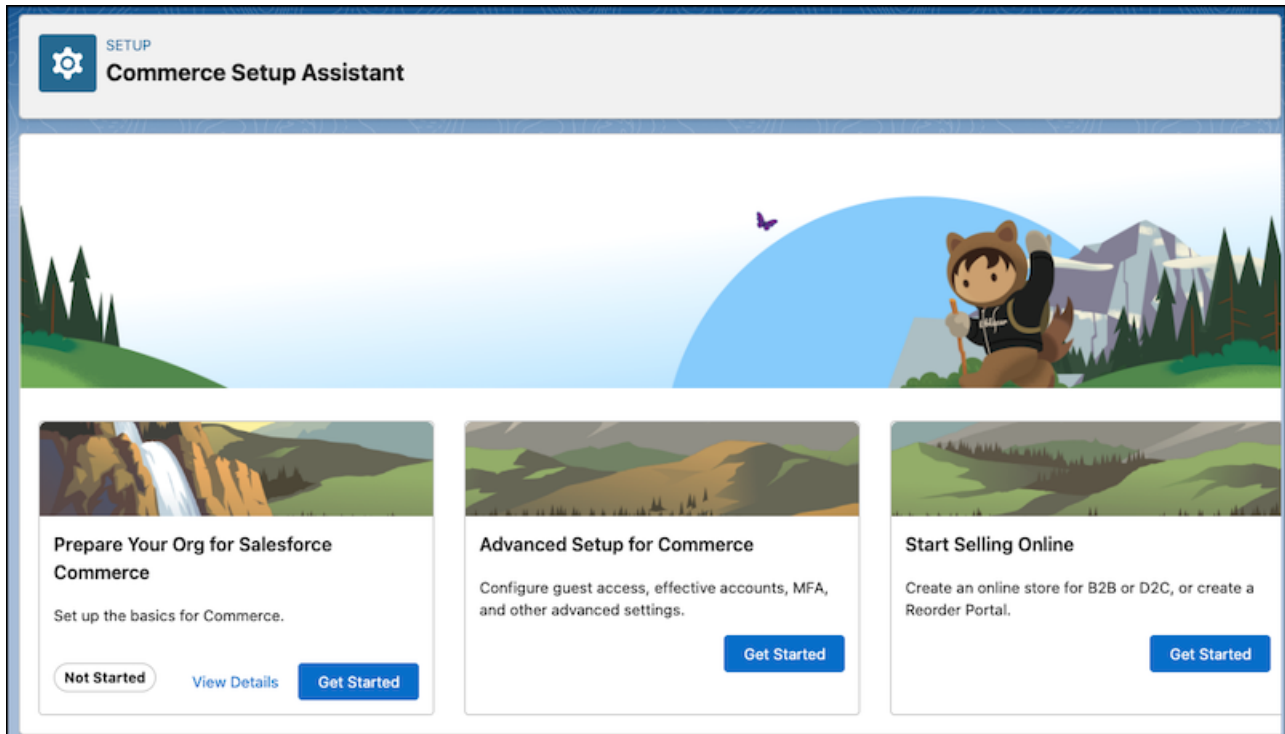 SETUP
Commerce Setup Assistant
Prepare Your Org for Salesforce
Commerce
Set up the basics for Commerce.
Not Started
View Details
Get Started
Advanced Setup for Commerce
Configure guest access, effective accounts, MFA,
and other advanced settings.
Get Started
Start Selling Online
Create an online store for B2B or D2C, or create a
Reorder Portal.
Get Started